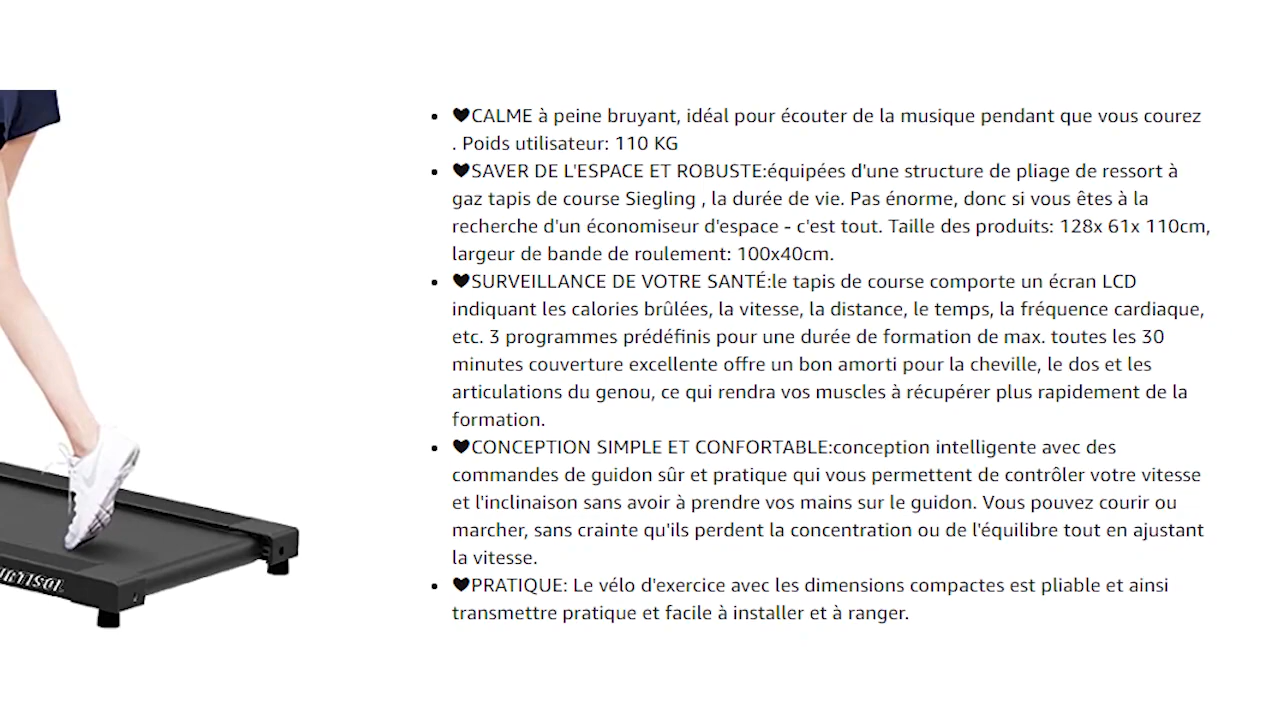 • ♥CALME à peine bruyant, idéal pour écouter de la musique pendant que vous courez
. Poids utilisateur: 110 KG
• ♥SAVER DE L'ESPACE ET ROBUSTE:équipées d'une structure de pliage de ressort à
gaz tapis de course Siegling , la durée de vie. Pas énorme, donc si vous êtes à la
recherche d'un économiseur d'espace - c'est tout. Taille des produits: 128x 61x 110cm,
largeur de bande de roulement: 100x40cm.
• ♥SURVEILLANCE DE VOTRE SANTÉ:le tapis de course comporte un écran LCD
indiquant les calories brûlées, la vitesse, la distance, le temps, la fréquence cardiaque,
etc. 3 programmes prédéfinis pour une durée de formation de max. toutes les 30
minutes couverture excellente offre un bon amorti pour la cheville, le dos et les
articulations du genou, ce qui rendra vos muscles à récupérer plus rapidement de la
formation.
• ♥CONCEPTION SIMPLE ET CONFORTABLE:conception intelligente avec des
commandes de guidon sûr et pratique qui vous permettent de contrôler votre vitesse
et l'inclinaison sans avoir à prendre vos mains sur le guidon. Vous pouvez courir ou
marcher, sans crainte qu'ils perdent la concentration ou de l'équilibre tout en ajustant
la vitesse.
• ♥PRATIQUE: Le vélo d'exercice avec les dimensions compactes est pliable et ainsi
transmettre pratique et facile à installer et à ranger.